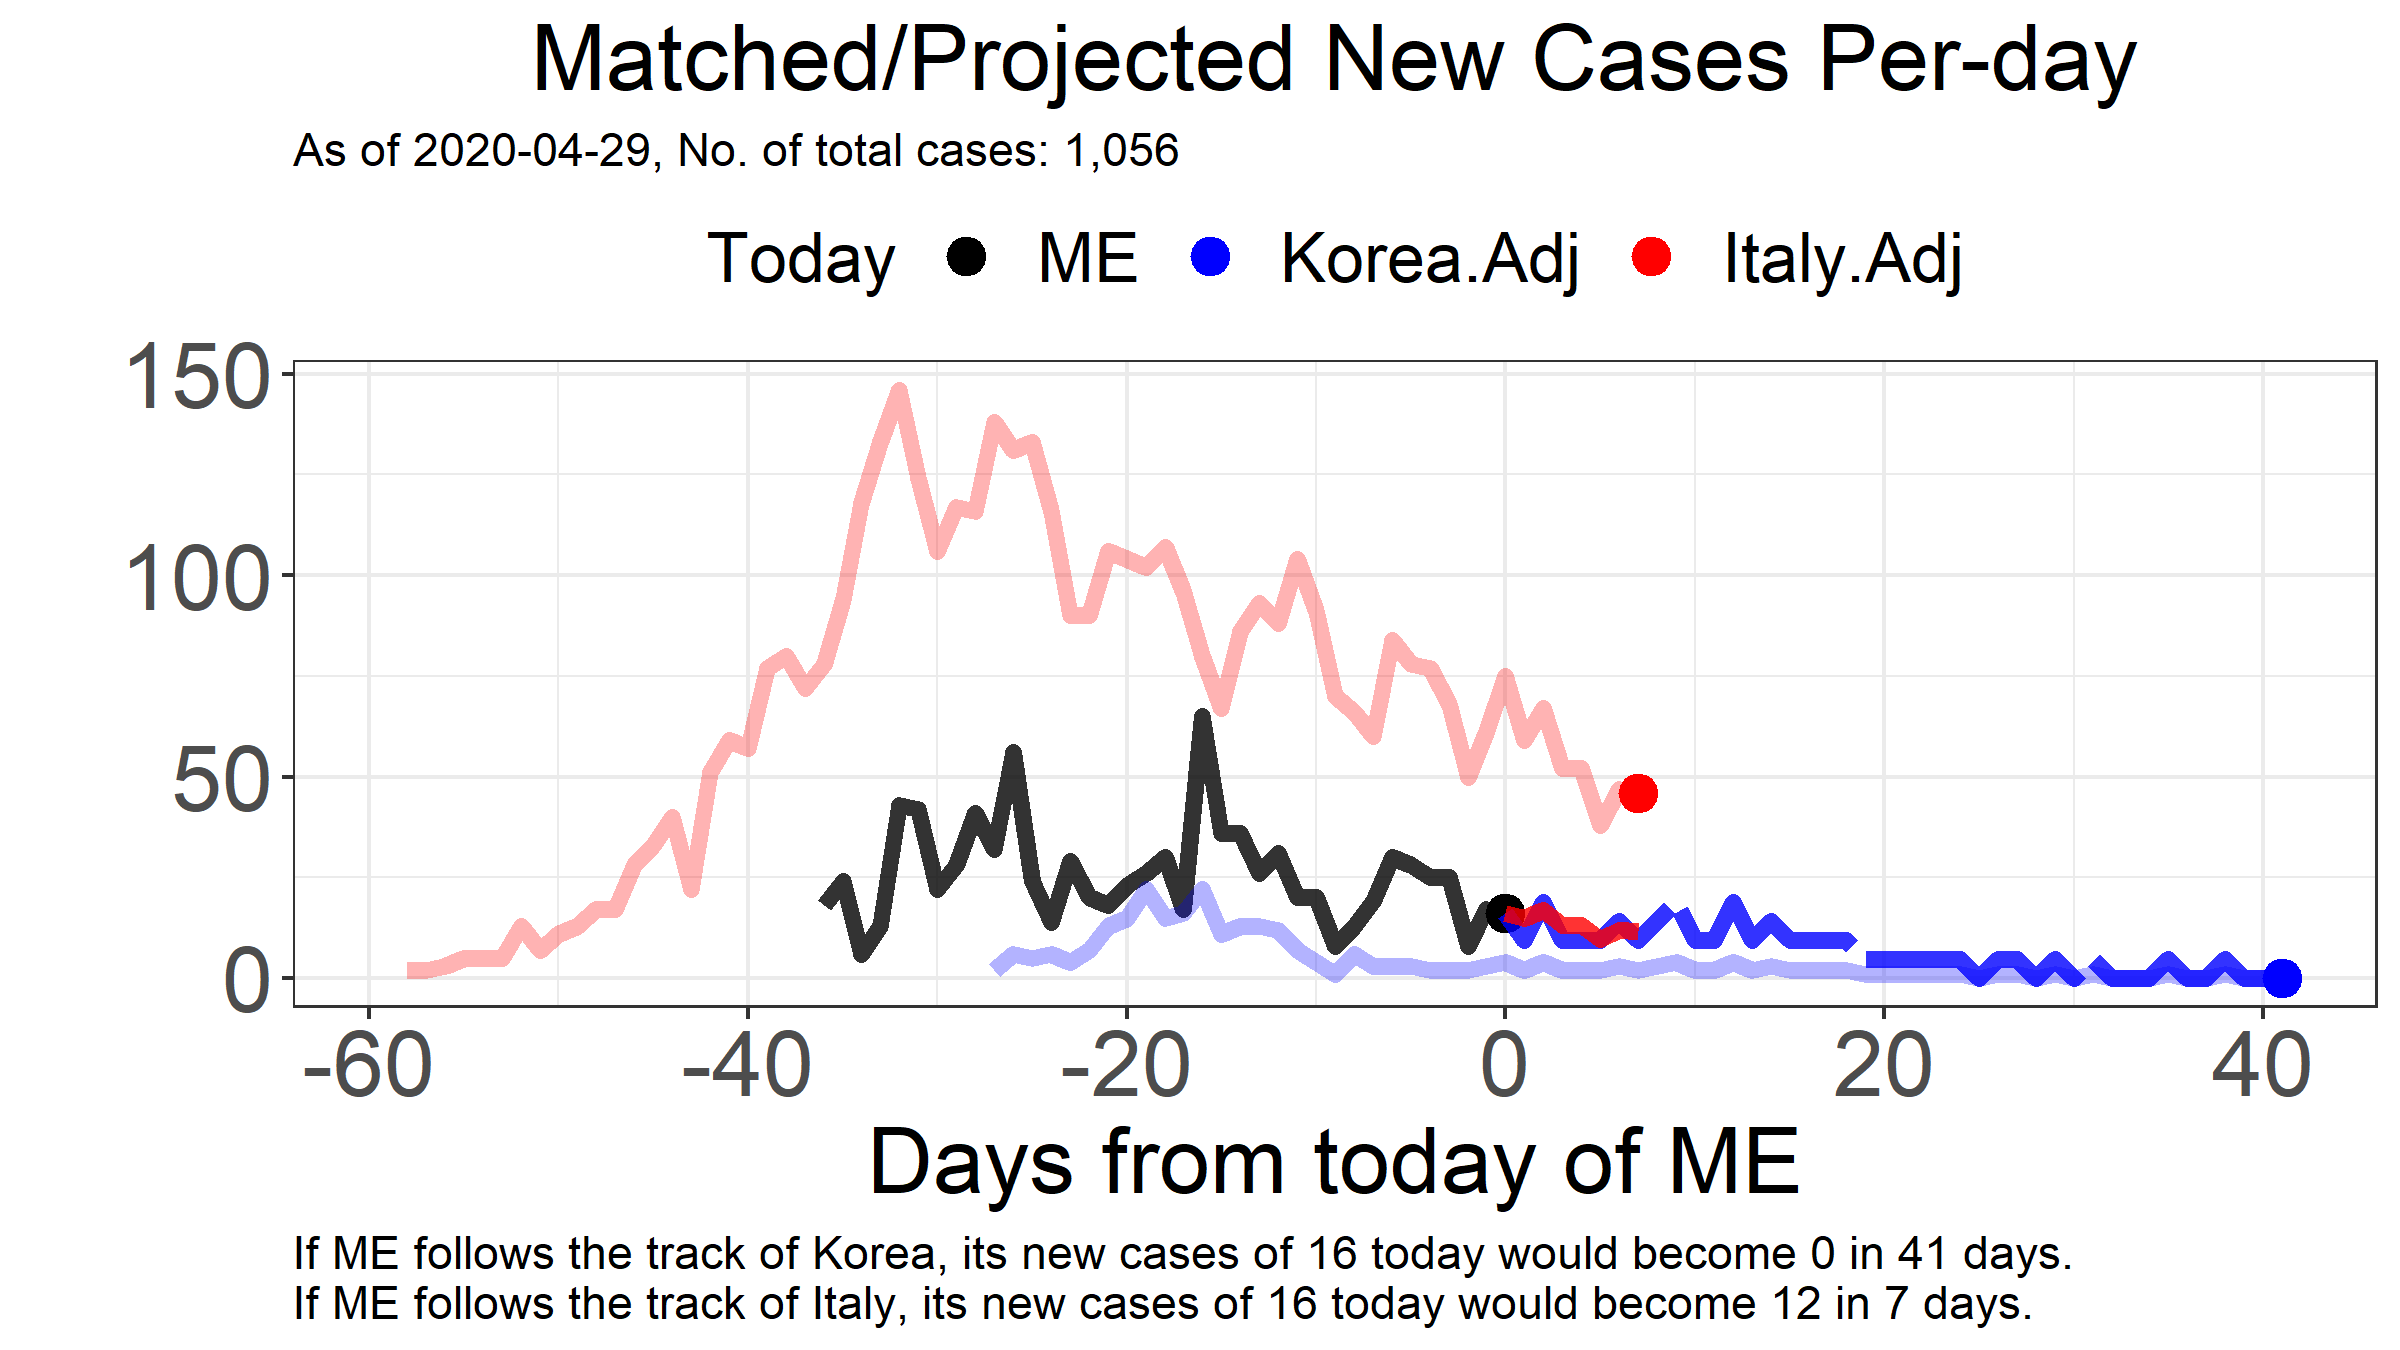 Matched/Projected New Cases Per-day
As of 2020-04-29, No. of total cases: 1,056
Today ME Korea.Adj Italy.Adj
150
100
50
0
-60 -40 -20 0 20 40
Days from today of ME
If ME follows the track of Korea, its new cases of 16 today would become 0 in 41 days.
If ME follows the track of Italy, its new cases of 16 today would become 12 in 7 days.